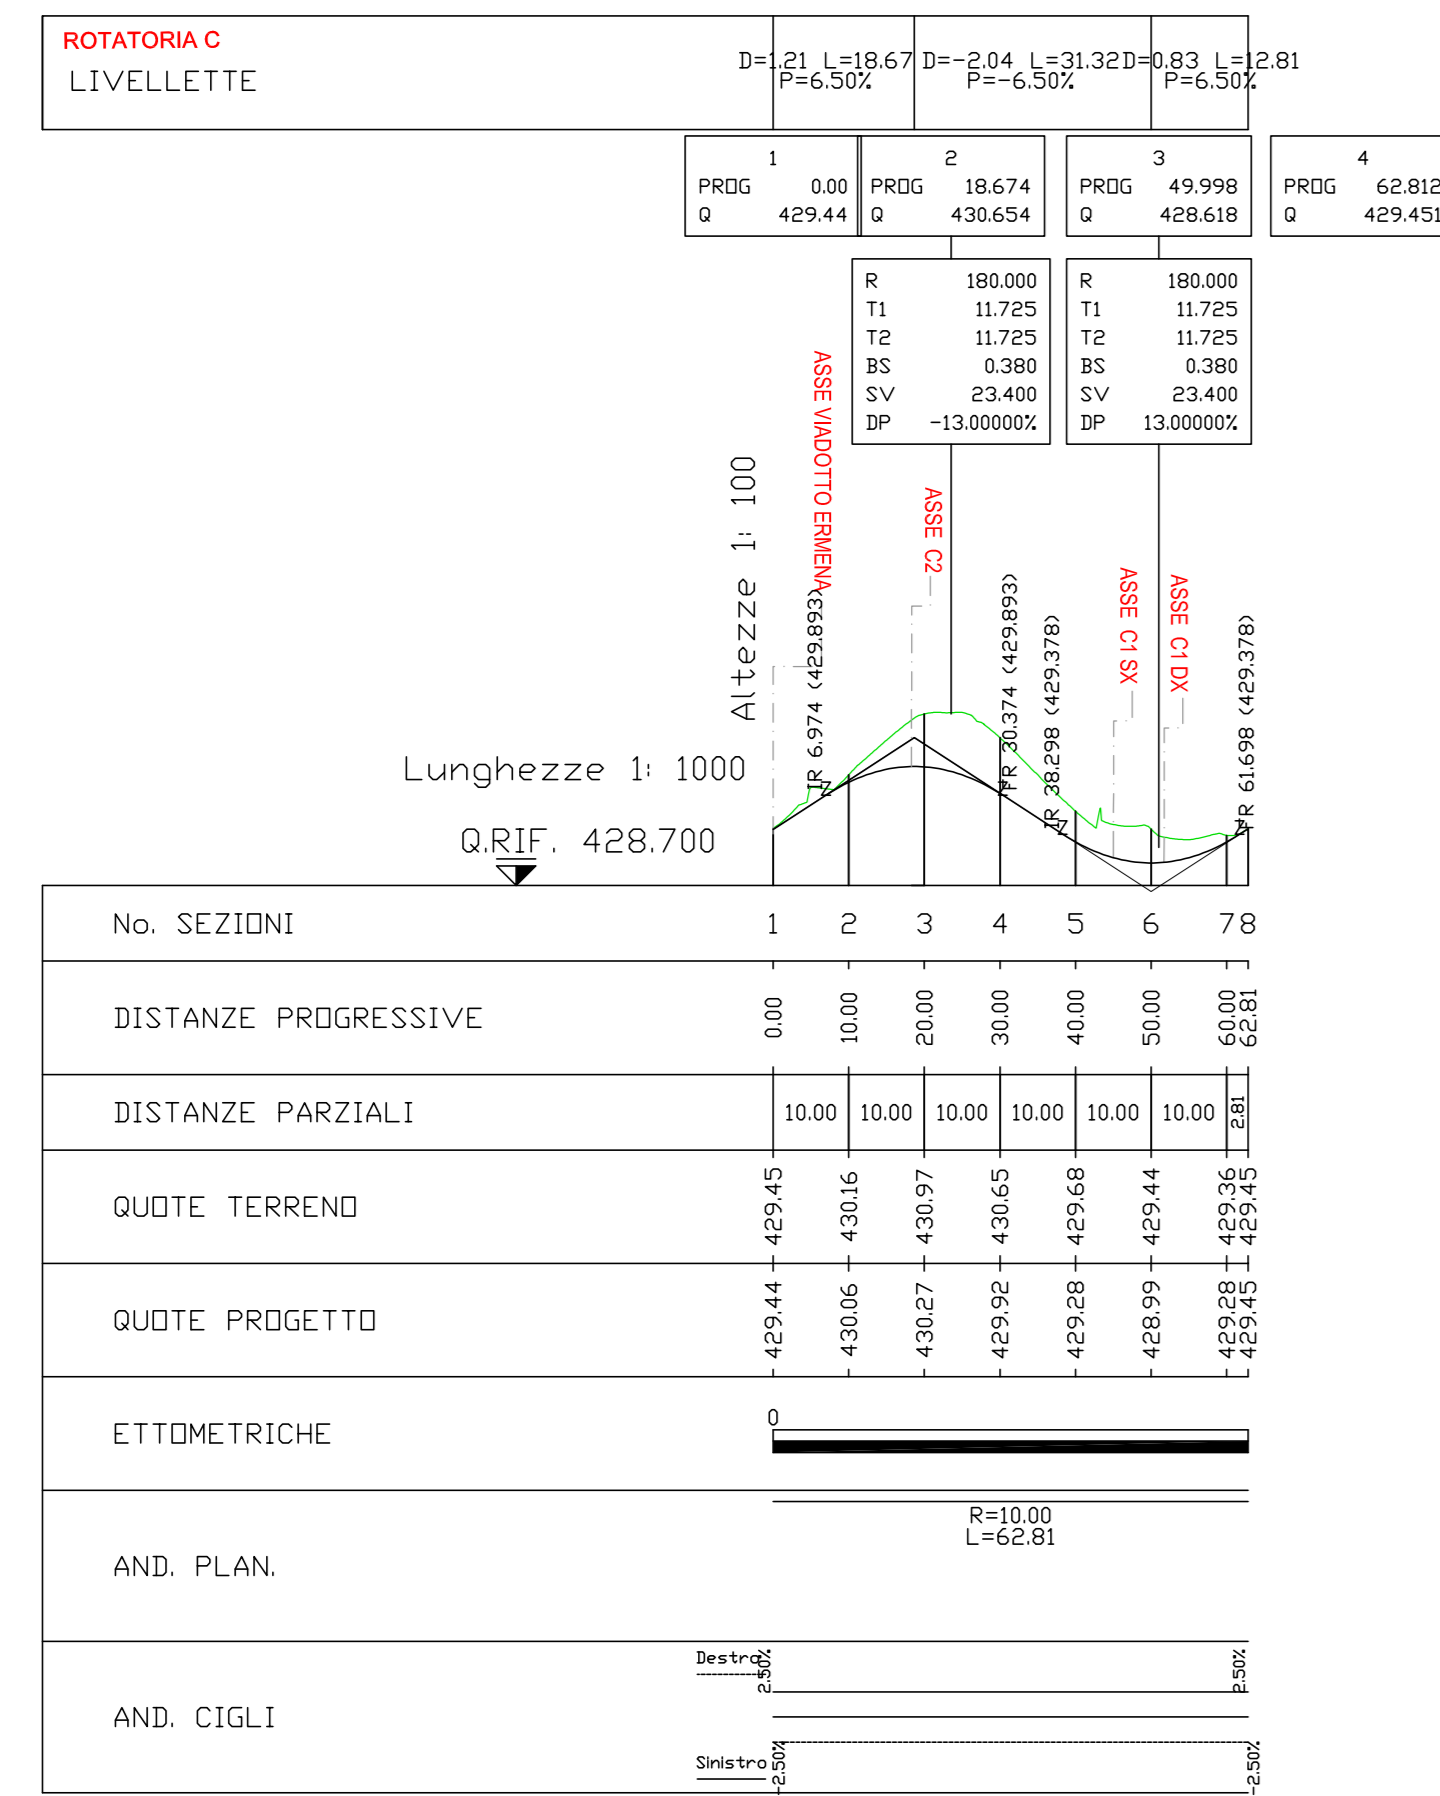 ROTATORIA C
LIVELLETTE
D=1.21 L=18.67
P=6.50%
D=-2.04 L=31.32
P=-6.50%
D=0.83 L=12.81
P=6.50%
1
PROG 0.00
Q 429.44
2
PROG 18.674
Q 430.654
3
PROG 49.998
Q 428.618
4
PROG 62.812
Q 429.451
R 180.000
T1 11.725
T2 11.725
BS 0.380
SV 23.400
DP -13.00000%
R 180.000
T1 11.725
T2 11.725
BS 0.380
SV 23.400
DP 13.00000%
ASSE VIADOTTO ERMENA
ASSE C2
ASSE C1 SX
ASSE C1 DX
IR 6.974 (429.893)
FR 30.374 (429.893)
IR 38.298 (429.378)
FR 61.698 (429.378)
Altezze 1: 100
Lunghezze 1: 1000
Q.RIF. 428.700
No. SEZIONI 1 2 3 4 5 6 7 8
DISTANZE PROGRESSIVE 0.00 10.00 20.00 30.00 40.00 50.00 60.00 62.81
DISTANZE PARZIALI 10.00 10.00 10.00 10.00 10.00 10.00 2.81
QUOTE TERRENO 429.45 430.16 430.97 430.65 429.68 429.44 429.36 429.45
QUOTE PROGETTO 429.44 430.06 430.27 429.92 429.28 428.99 429.28 429.45
ETTOMETRICHE 0
AND. PLAN.
R=10.00
L=62.81
AND. CIGLI
Destro 2.50% 2.50%
Sinistro -2.50% -2.50%